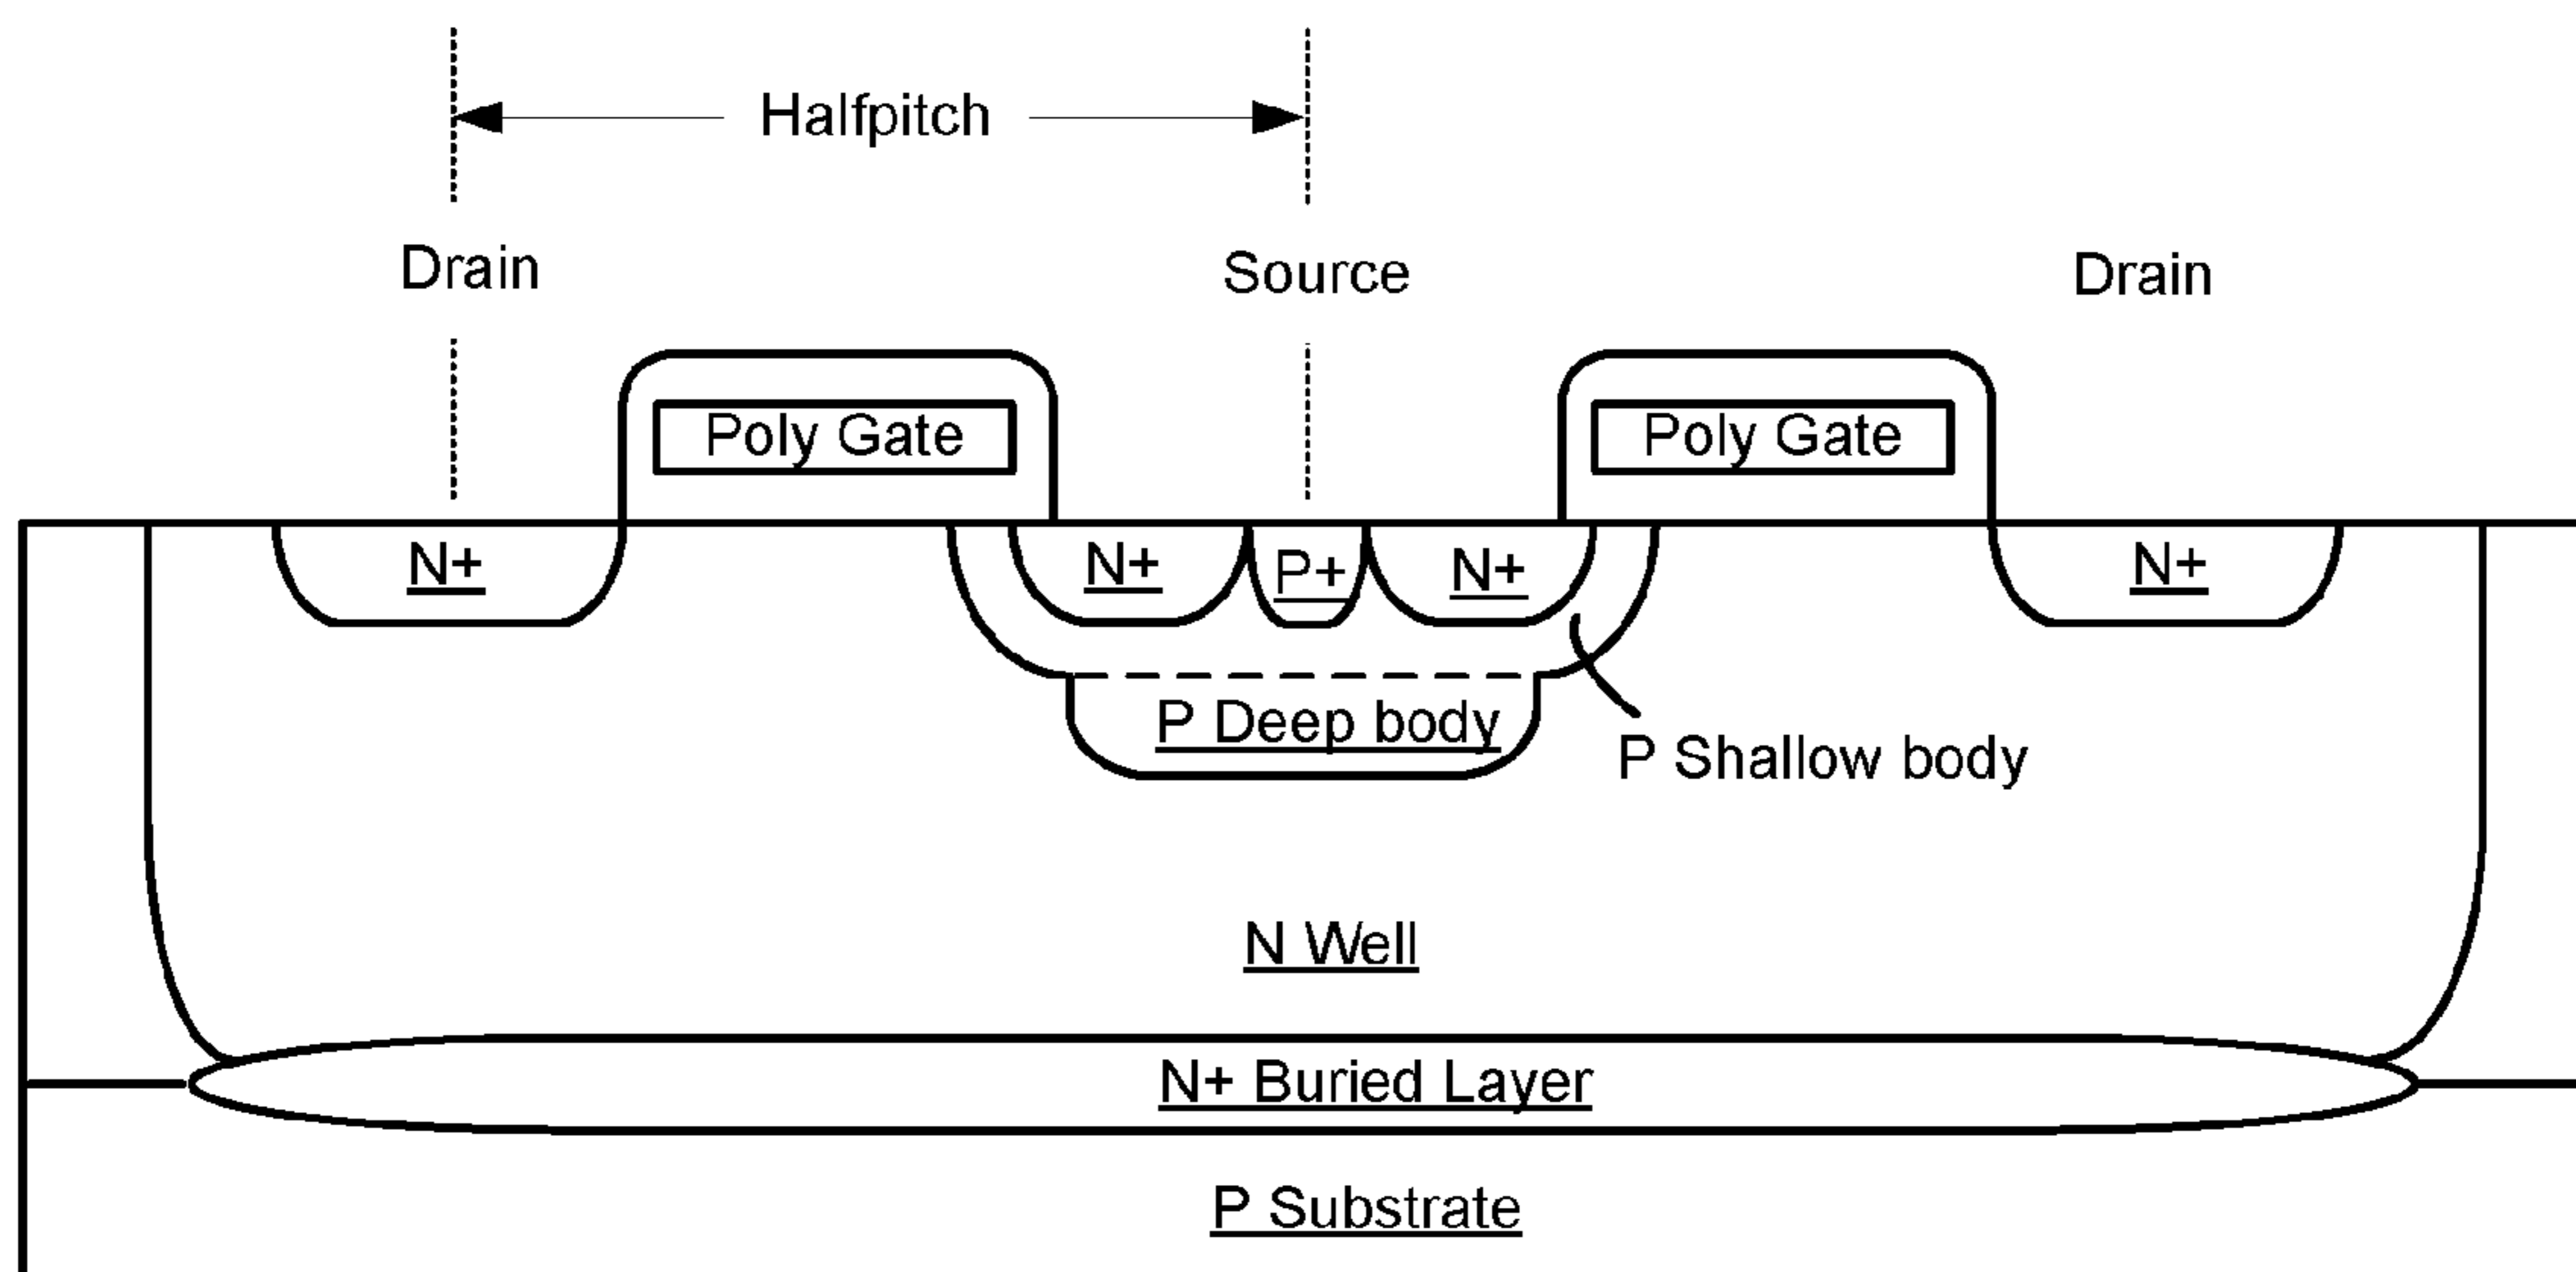 Halfpitch
Drain
Source
Drain
Poly Gate
Poly Gate
N+
N+
P+
N+
N+
P Deep body
P Shallow body
N Well
N+ Buried Layer
P Substrate